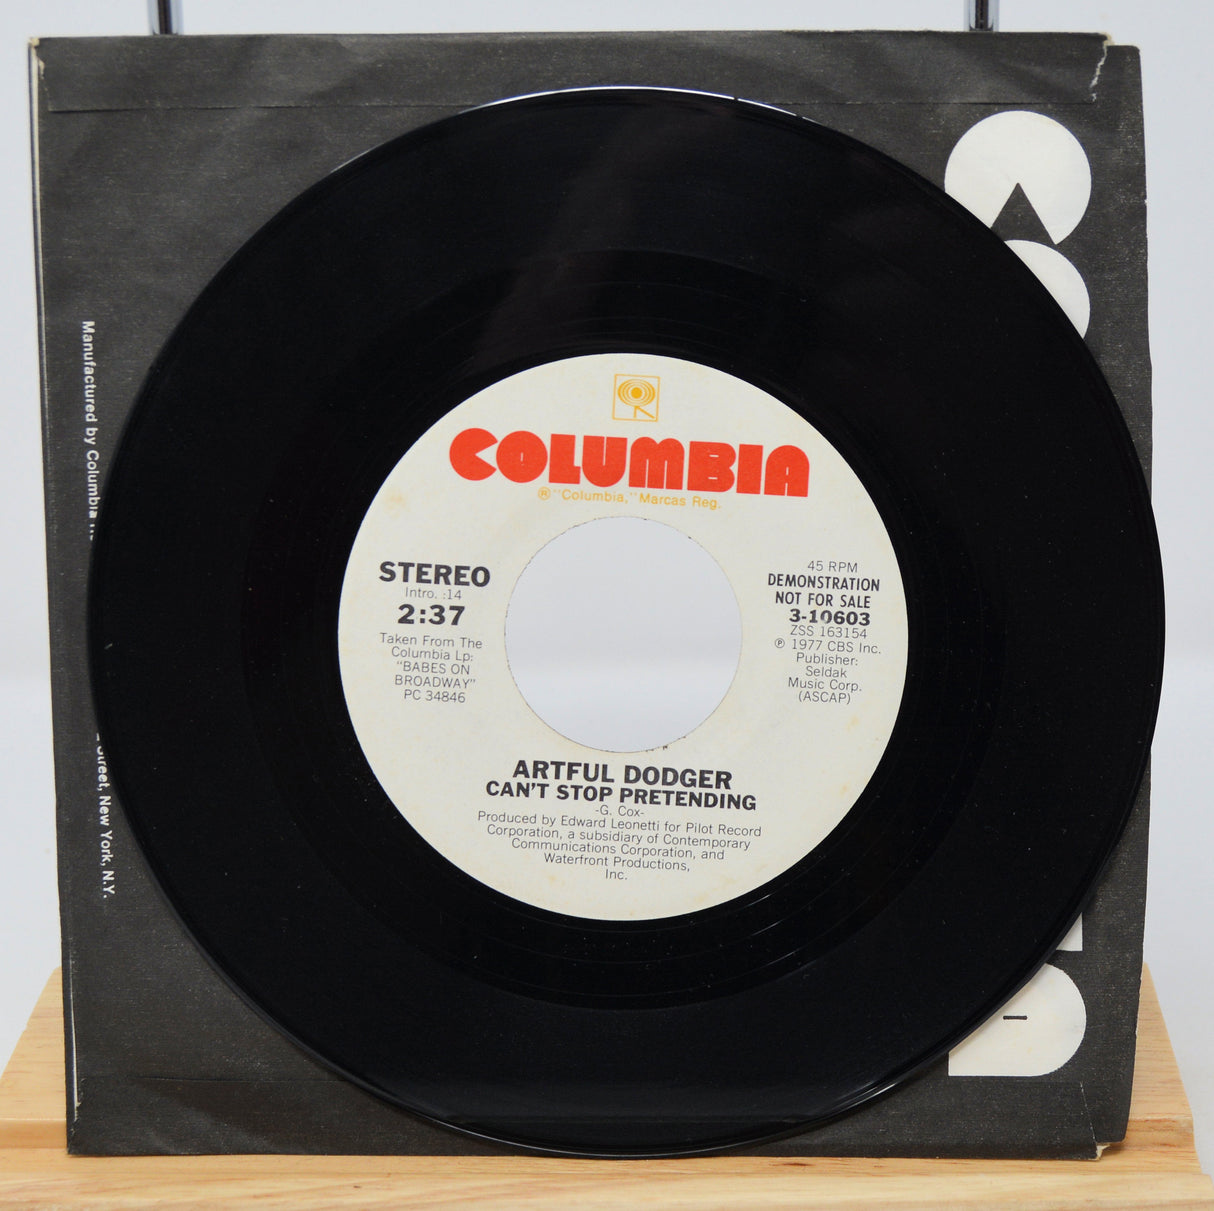 COLUMBIA
® "Columbia," Marcas Reg.
STEREO
Intro. :14
2:37
Taken From The
Columbia Lp:
"BABES ON
BROADWAY"
PC 34846
45 RPM
DEMONSTRATION
NOT FOR SALE
3-10603
ZSS 163154
℗ 1977 CBS Inc.
Publisher:
Seldak
Music Corp.
(ASCAP)
ARTFUL DODGER
CAN'T STOP PRETENDING
-G. Cox-
Produced by Edward Leonetti for Pilot Record
Corporation, a subsidiary of Contemporary
Communications Corporation, and
Waterfront Productions,
Inc.
Manufactured by Columbia
Street, New York, N.Y.